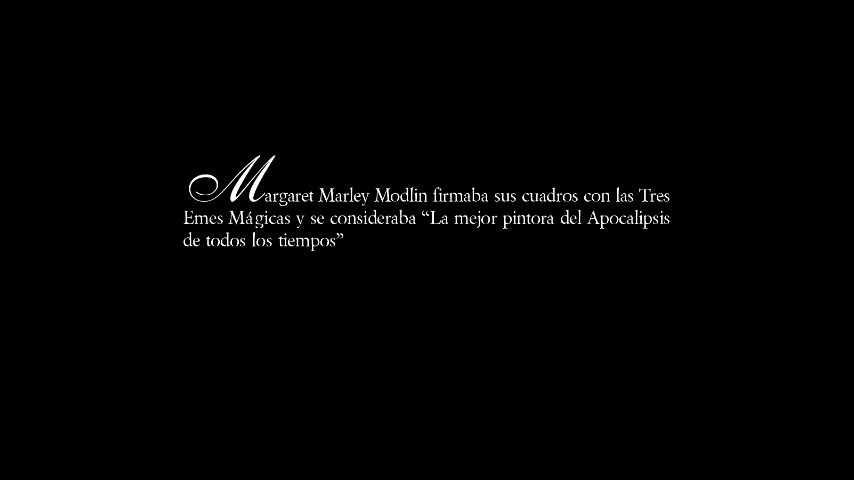 Margaret Marley Modlin firmaba sus cuadros con las Tres
Emes Mágicas y se consideraba “La mejor pintora del Apocalipsis
de todos los tiempos”